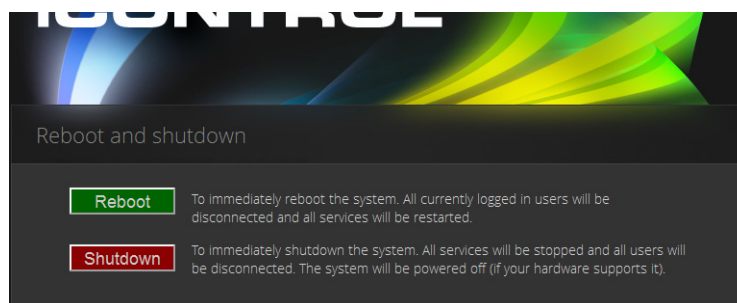 ICONTROL
Reboot and shutdown
Reboot
To immediately reboot the system. All currently logged in users will be
disconnected and all services will be restarted.
Shutdown
To immediately shutdown the system. All services will be stopped and all users will
be disconnected. The system will be powered off (if your hardware supports it).